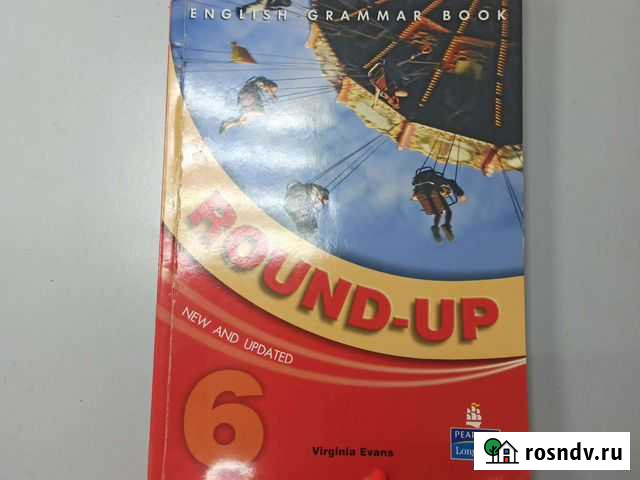 ENGLISH GRAMMAR BOOK
ROUND-UP
NEW AND UPDATED
6
Virginia Evans
rosndv.ru